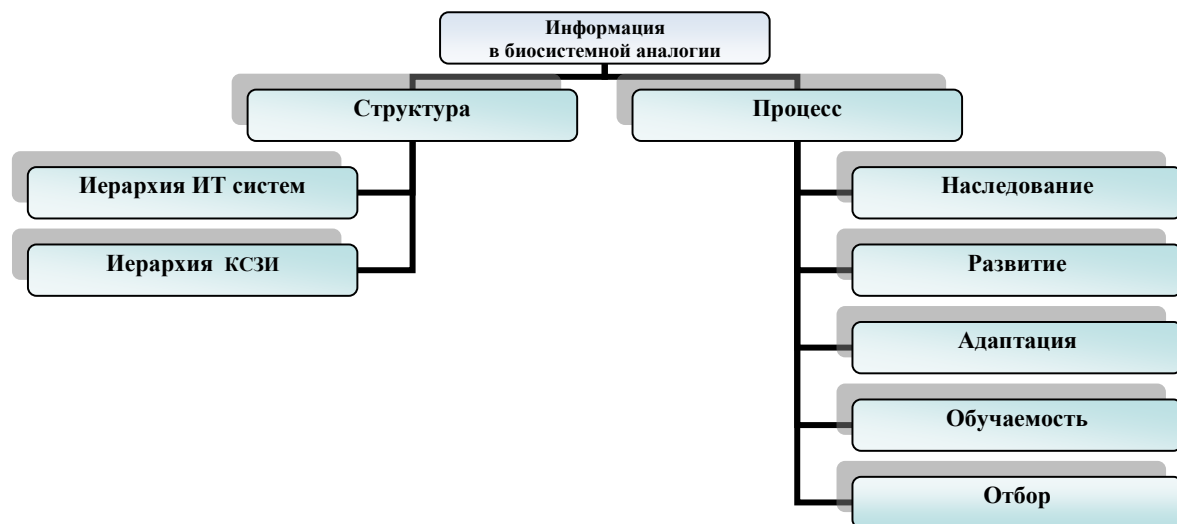 Информация
в биосистемной аналогии
Структура
Процесс
Иерархия ИТ систем
Иерархия КСЗИ
Наследование
Развитие
Адаптация
Обучаемость
Отбор